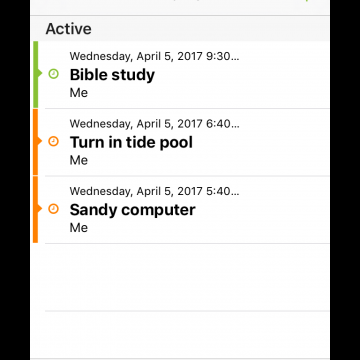 Active
Wednesday, April 5, 2017 9:30...
Bible study
Me
Wednesday, April 5, 2017 6:40...
Turn in tide pool
Me
Wednesday, April 5, 2017 5:40...
Sandy computer
Me